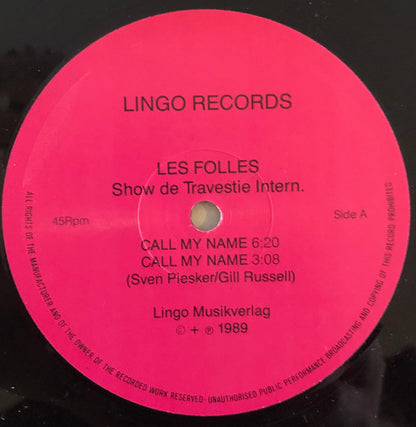 LINGO RECORDS
LES FOLLES
Show de Travestie Intern.
45Rpm
Side A
CALL MY NAME 6:20
CALL MY NAME 3:08
(Sven Piesker/Gill Russell)
Lingo Musikverlag
© + ℗ 1989
ALL RIGHTS OF THE MANUFACTURER AND OF THE OWNER OF THE RECORDED WORK RESERVED · UNAUTHORISED PUBLIC PERFORMANCE BROADCASTING AND COPYING OF THIS RECORD PROHIBITED